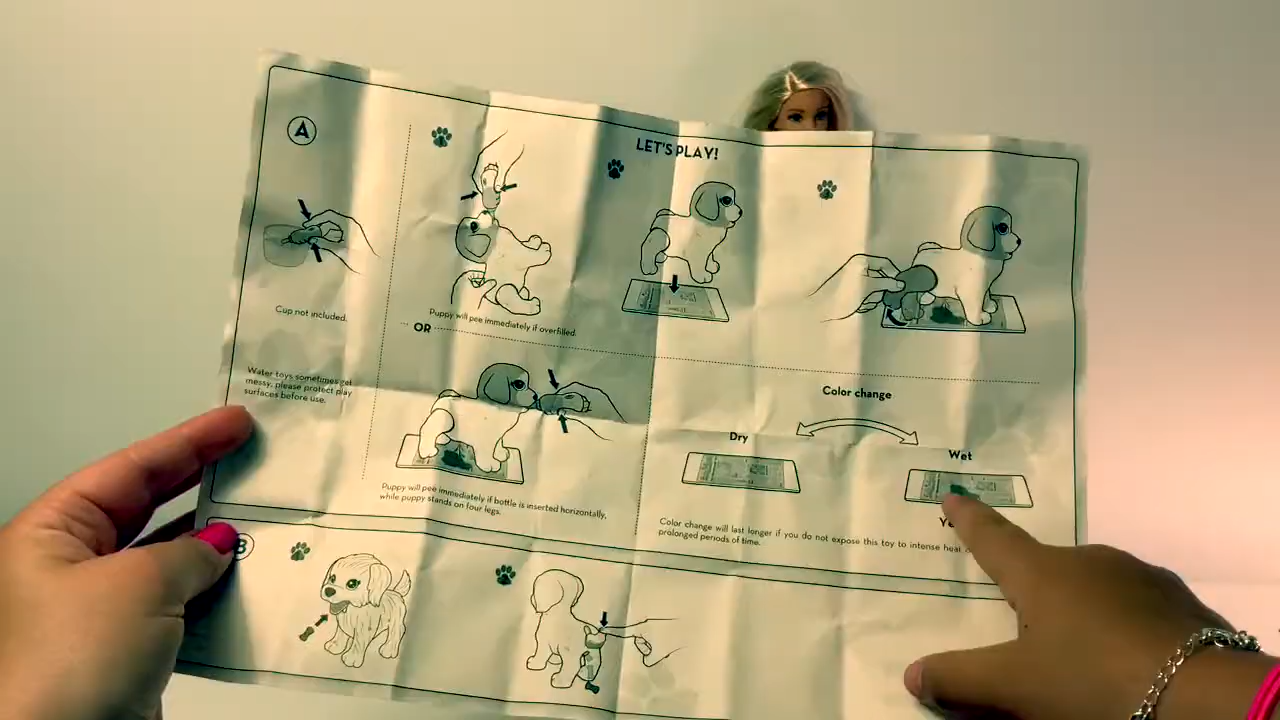 A
LET'S PLAY!
Cup not included.
Puppy will pee immediately if overfilled.
OR
Water toys sometimes get
messy, please protect play
surfaces before use.
Color change
Dry
Wet
Puppy will pee immediately if bottle is inserted horizontally,
while puppy stands on four legs.
Color change will last longer if you do not expose this toy to intense heat
prolonged periods of time.
B